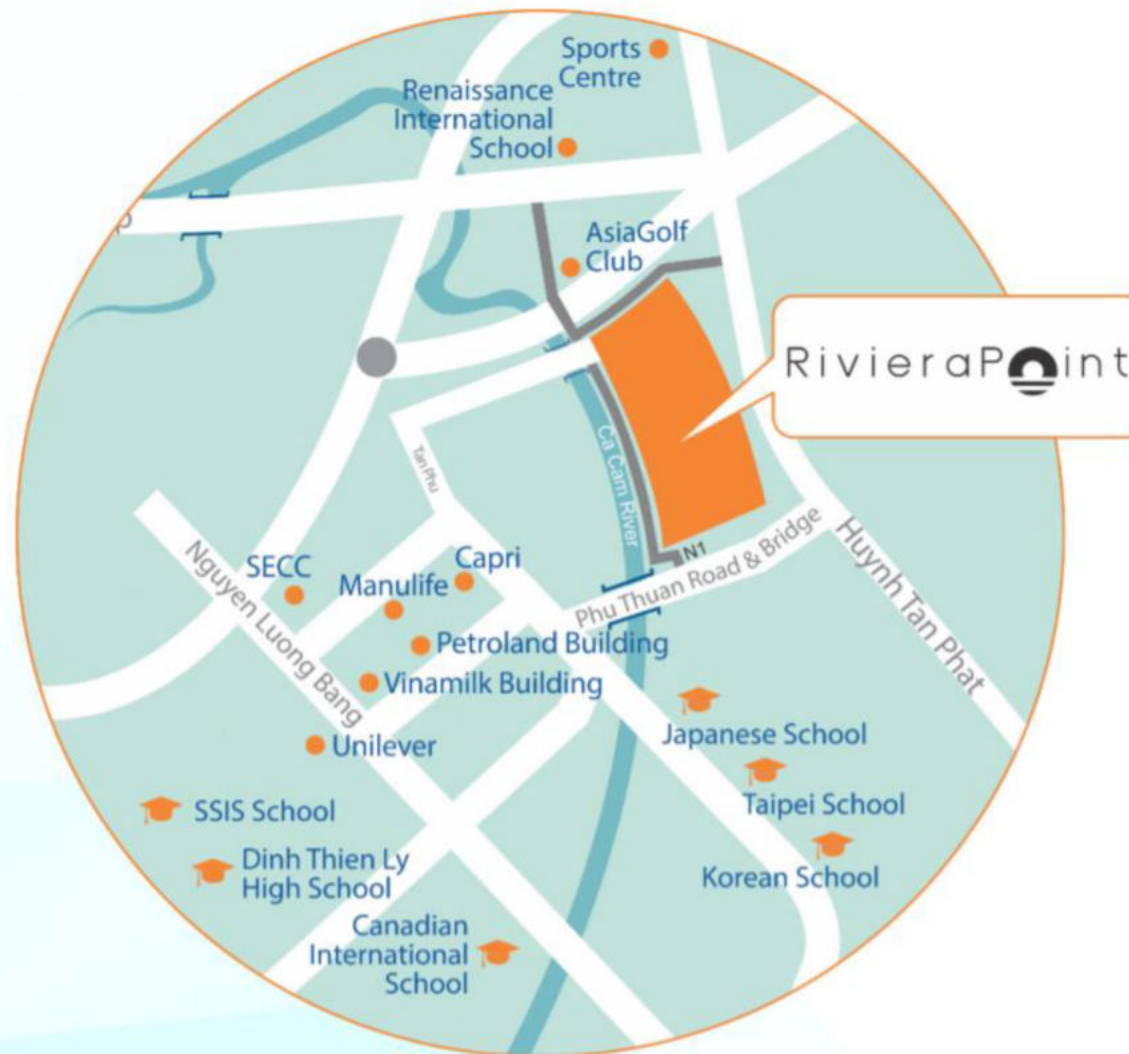 Sports
Centre
Renaissance
International
School
AsiaGolf
Club
RivieraPoint
Tan Phu
Ca Cam River
N1
Phu Thuan Road & Bridge
Huynh Tan Phat
Nguyen Luong Bang
SECC
Capri
Manulife
Petroland Building
Vinamilk Building
Unilever
Japanese School
Taipei School
Korean School
SSIS School
Dinh Thien Ly
High School
Canadian
International
School